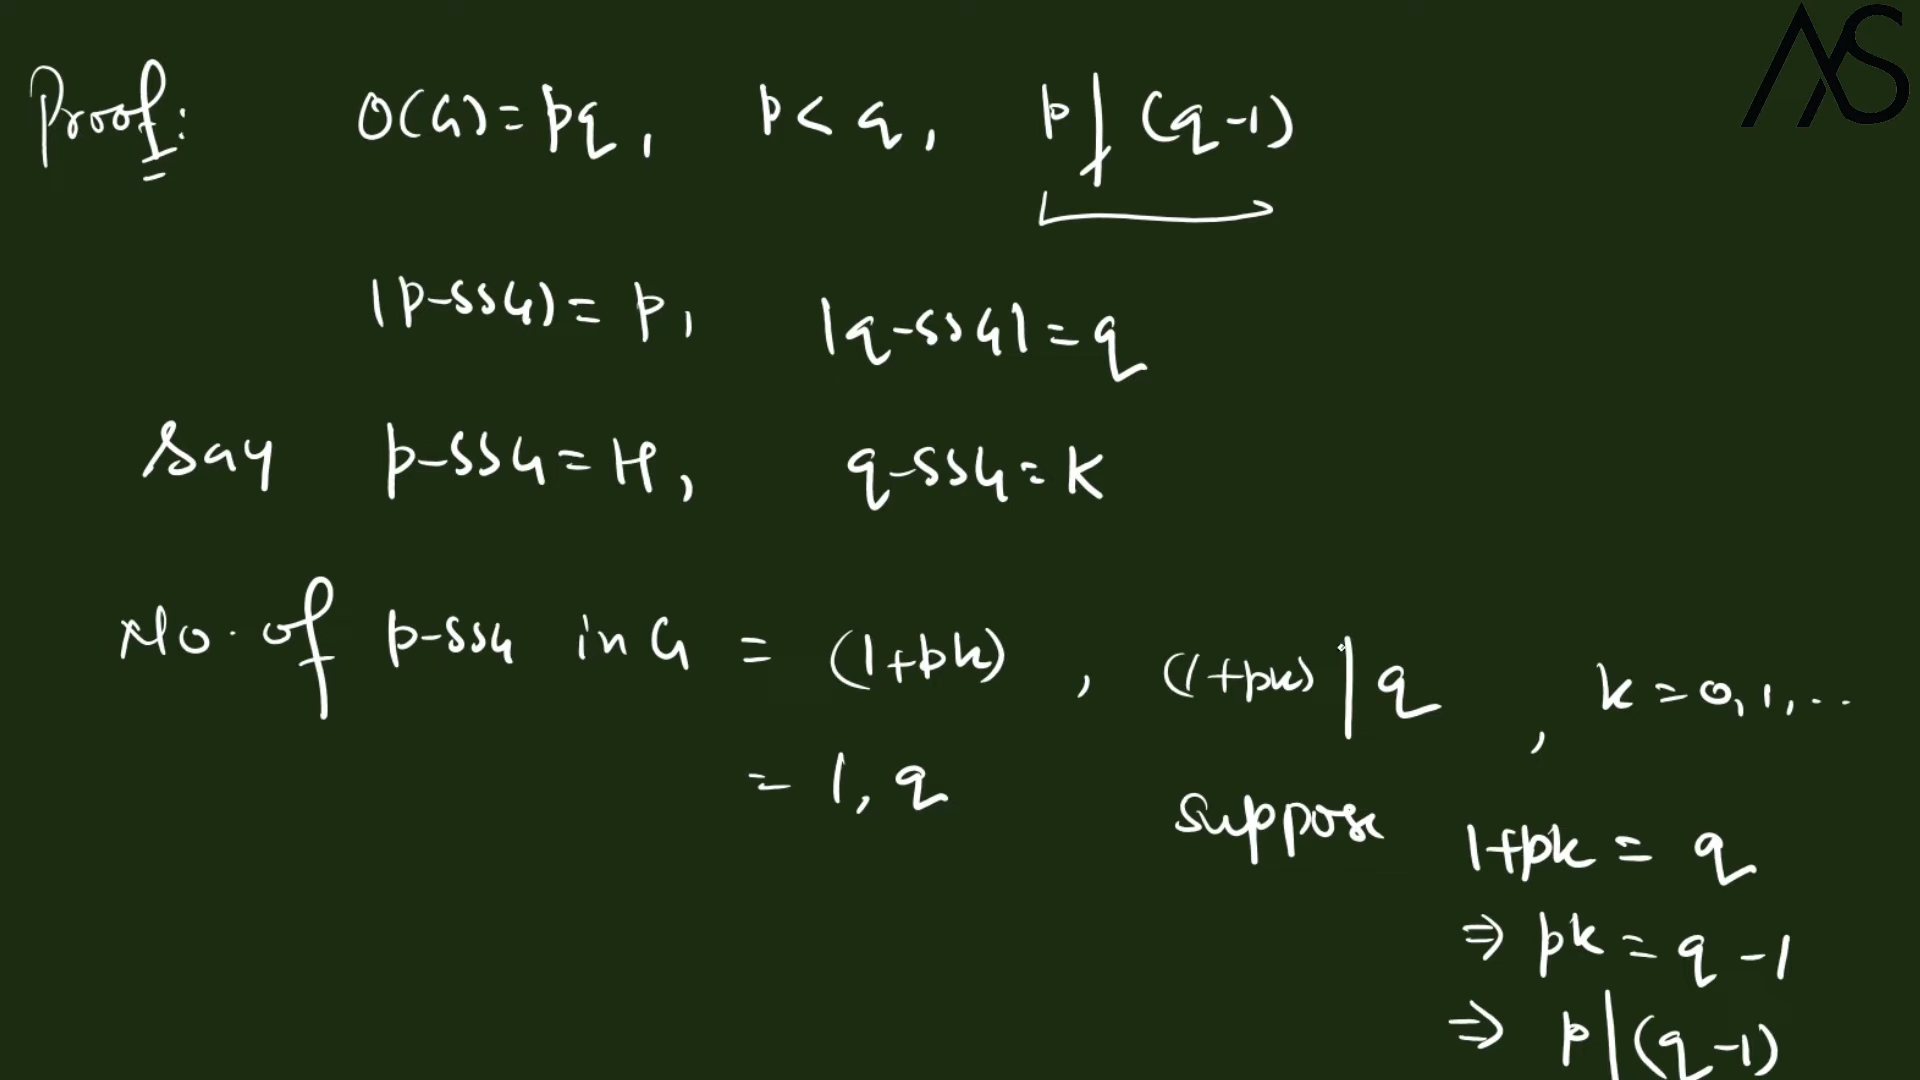 AS
Proof: O(G) = pq, p < q, p ∤ (q-1)
|p-SSG| = p, |q-SSG| = q
Say p-SSG = H, q-SSG = K
No. of p-SSG in G = (1+pk), (1+pk) | q, k = 0, 1, ...
= 1, q
Suppose 1+pk = q
⇒ pk = q - 1
⇒ p | (q-1)